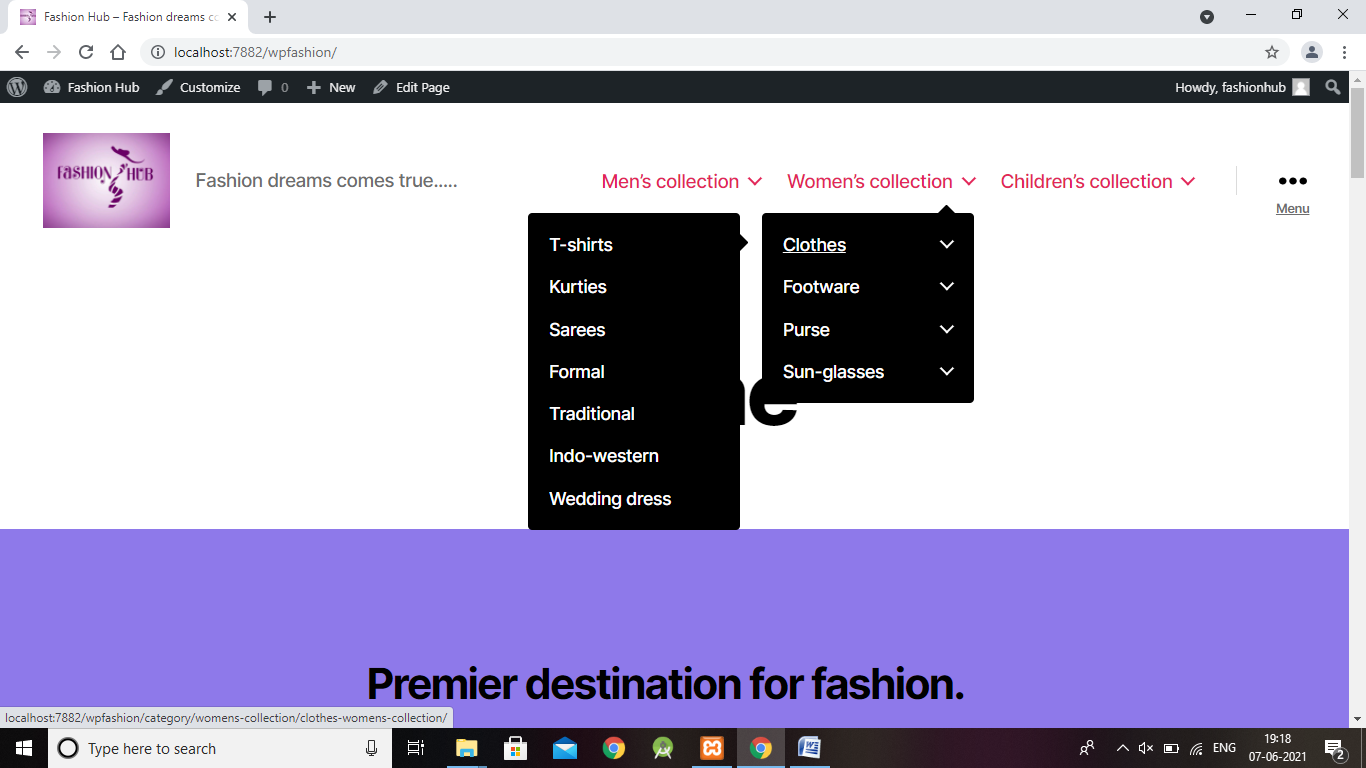 Fashion Hub – Fashion dreams co
localhost:7882/wpfashion/
Fashion Hub Customize 0 New Edit Page Howdy, fashionhub
FASHION HUB
Fashion dreams comes true.....
Men's collection Women's collection Children's collection
Menu
T-shirts
Kurties
Sarees
Formal
Traditional
Indo-western
Wedding dress
Clothes
Footware
Purse
Sun-glasses
Premier destination for fashion.
localhost:7882/wpfashion/category/womens-collection/clothes-womens-collection/
Type here to search
ENG
19:18
07-06-2021
2